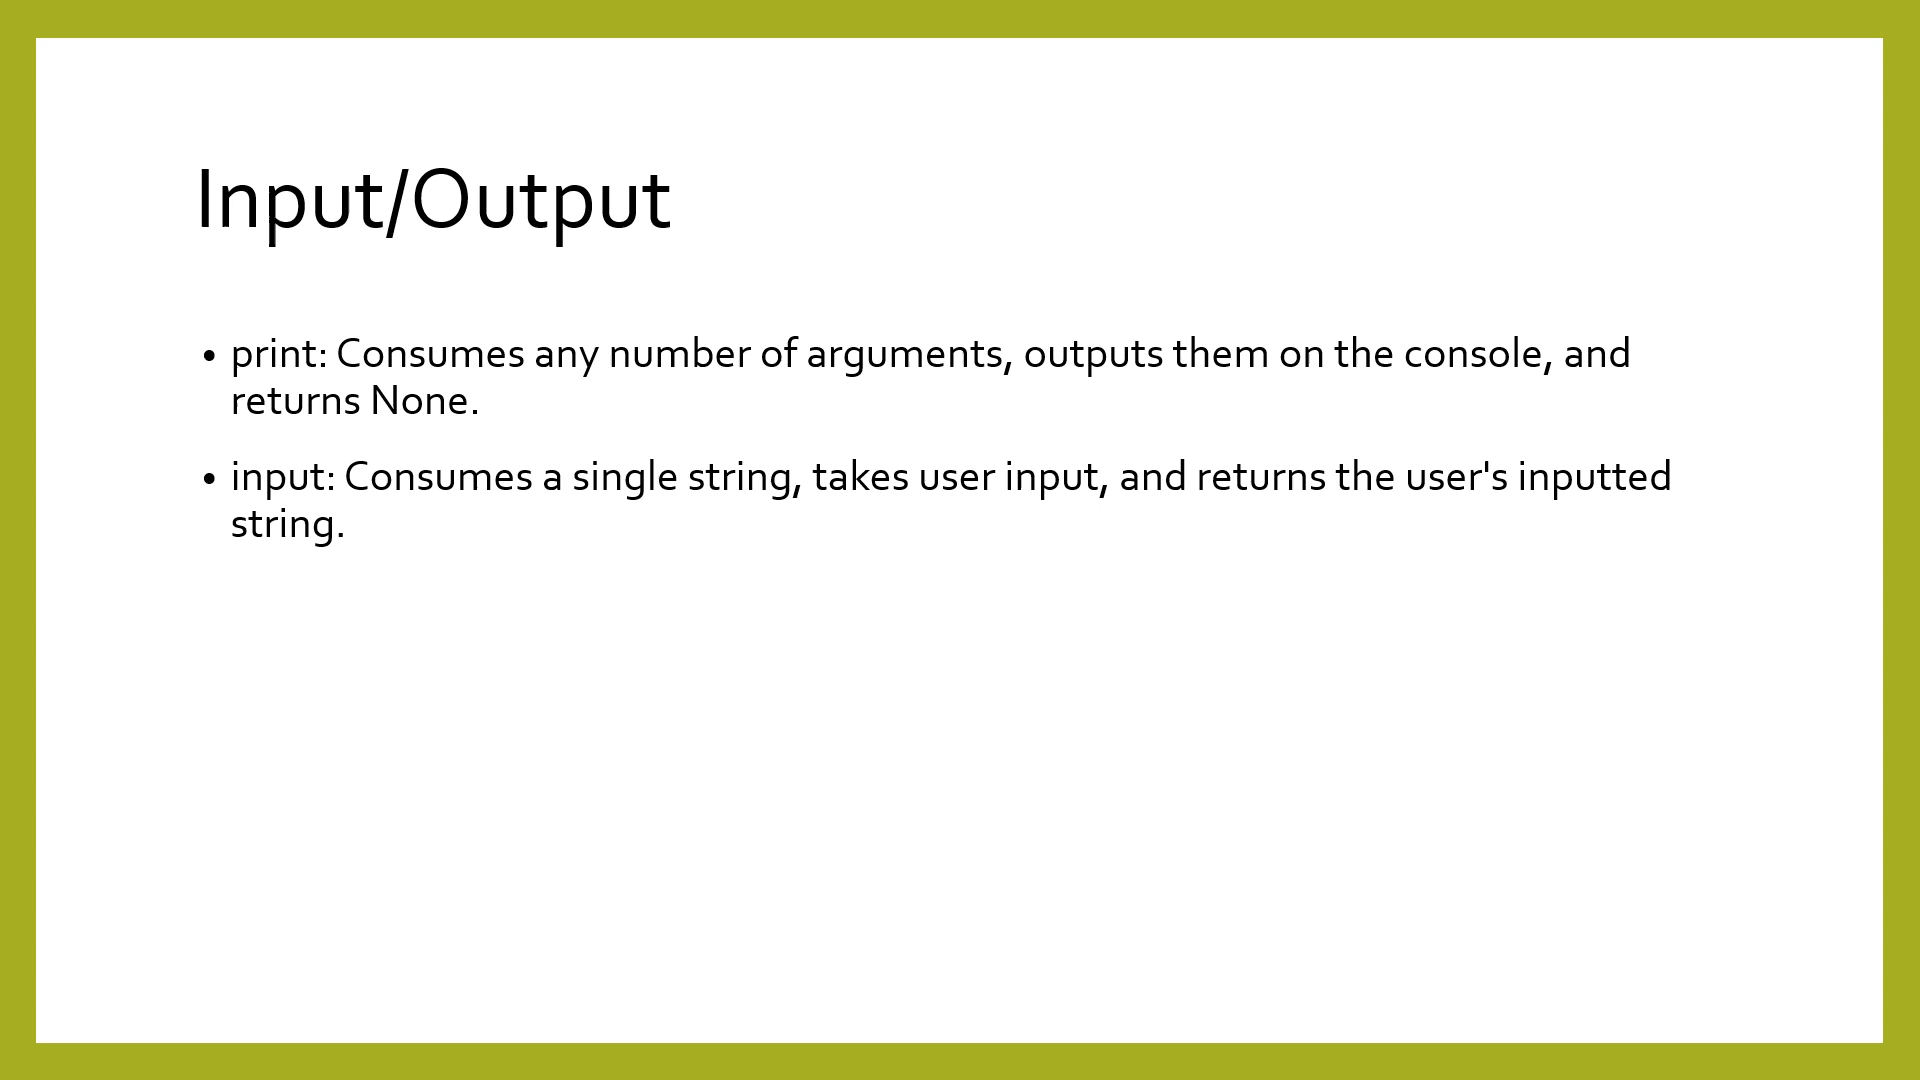 Input/Output
• print: Consumes any number of arguments, outputs them on the console, and
returns None.
• input: Consumes a single string, takes user input, and returns the user's inputted
string.